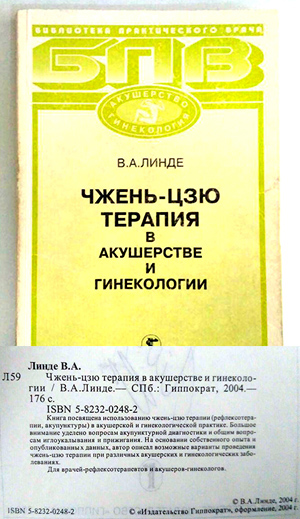 БИБЛИОТЕКА ПРАКТИЧЕСКОГО ВРАЧА
БПВ
АКУШЕРСТВО
ГИНЕКОЛОГИЯ
В.А.ЛИНДЕ
ЧЖЕНЬ-ЦЗЮ
ТЕРАПИЯ
В
АКУШЕРСТВЕ
И
ГИНЕКОЛОГИИ
Линде В.А.
Л59 Чжень-цзю терапия в акушерстве и гинеколо-
гии / В.А.Линде.— СПб.: Гиппократ, 2004.—
176 с.
ISBN 5-8232-0248-2
Книга посвящена использованию чжень-цзю терапии (рефлексотера-
пии, акупунктуры) в акушерской и гинекологической практике. Большое
внимание уделено вопросам акупунктурной диагностики и общим вопро-
сам иглоукалывания и прижигания. На основании собственного опыта и
опубликованных данных, автор описал возможные варианты проведения
чжень-цзю терапии при различных акушерских и гинекологических забо-
леваниях.
Для врачей-рефлексотерапевтов и акушеров-гинекологов.
© В.А.Линде, 2004 г.
ISBN 5-8232-0248-2 © «Издательство Гиппократ», оформление, 2004 г.